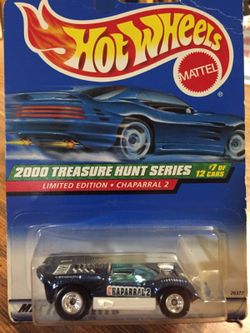 HOT WHEELS
MATTEL
2000 TREASURE HUNT SERIES
#7 OF
12 CARS
LIMITED EDITION • CHAPARRAL 2
CHAPARRAL 2